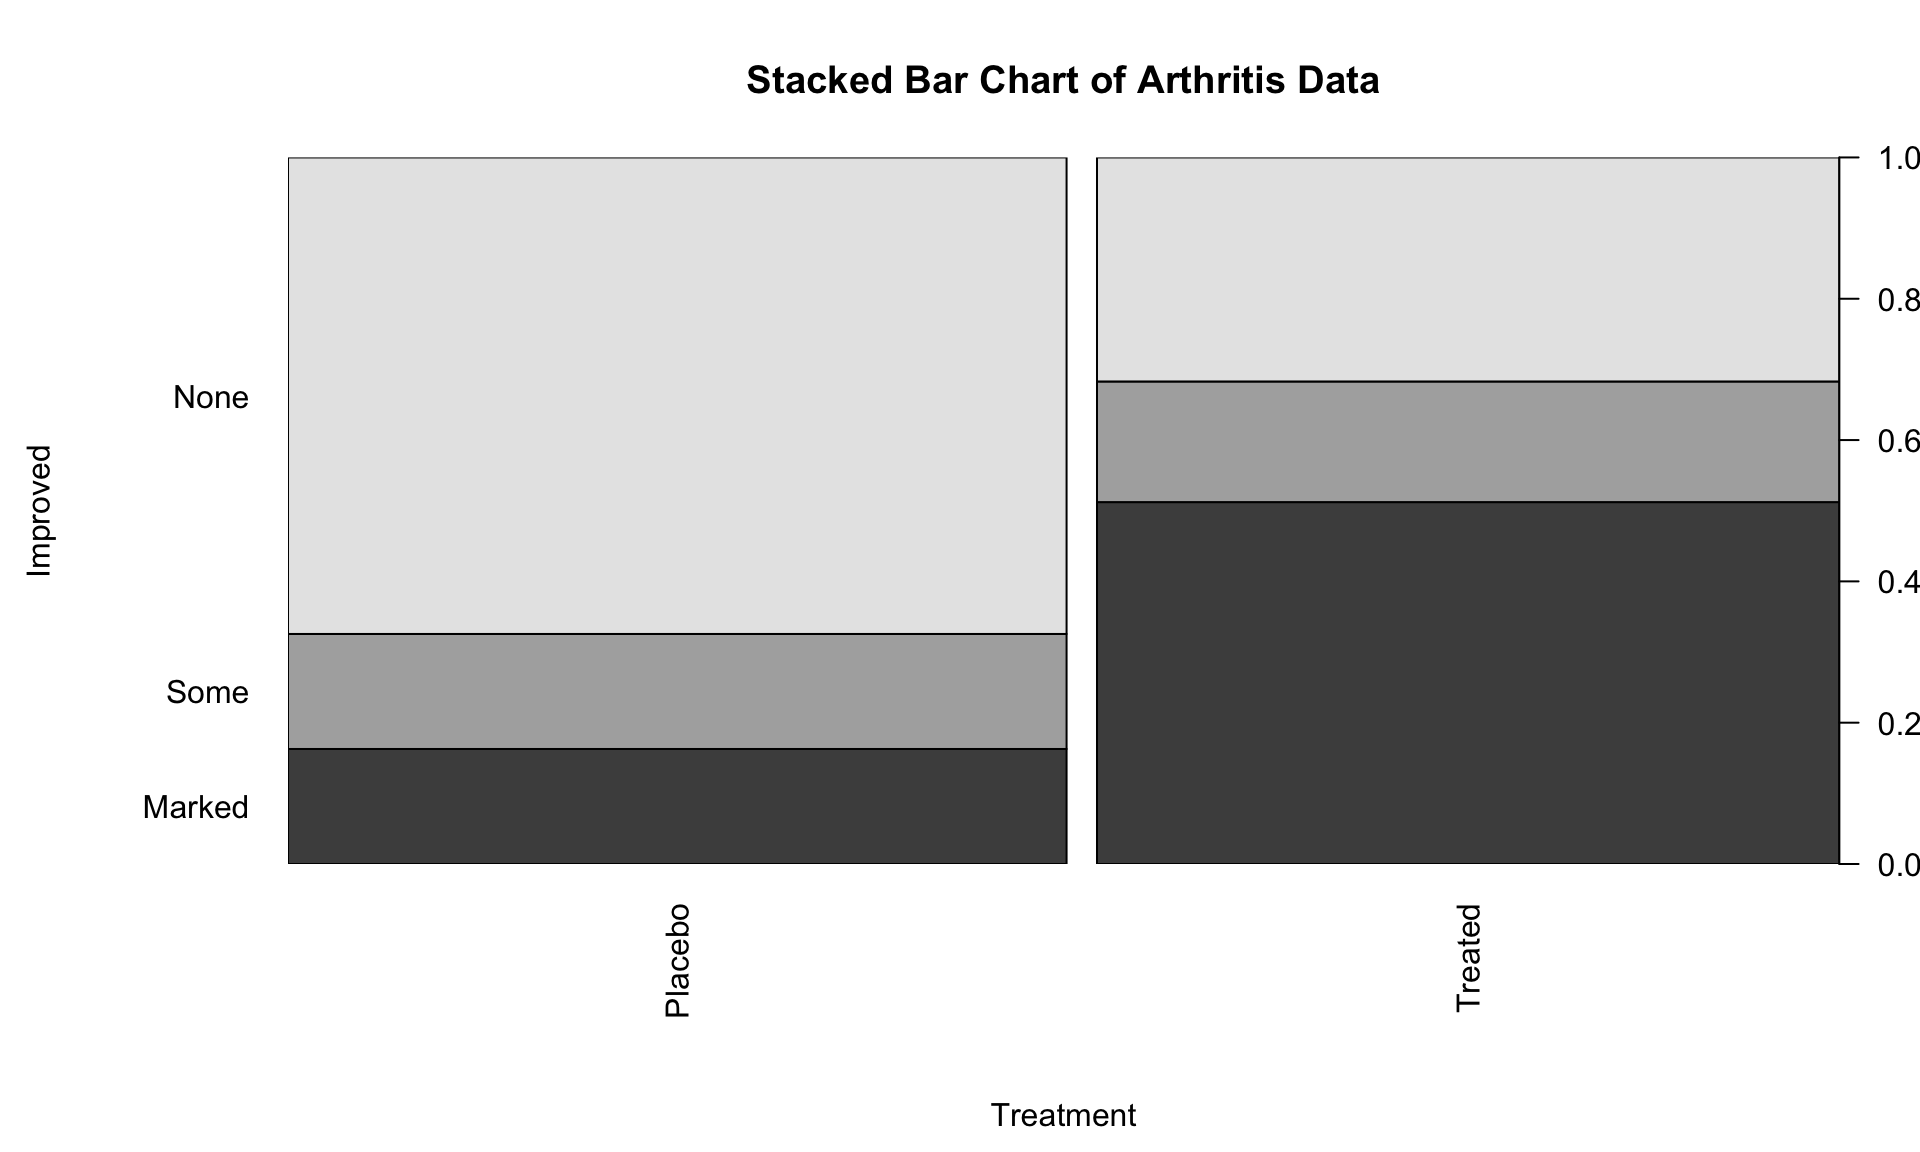 Stacked Bar Chart of Arthritis Data
Improved
None
Some
Marked
1.0
0.8
0.6
0.4
0.2
0.0
Placebo
Treated
Treatment